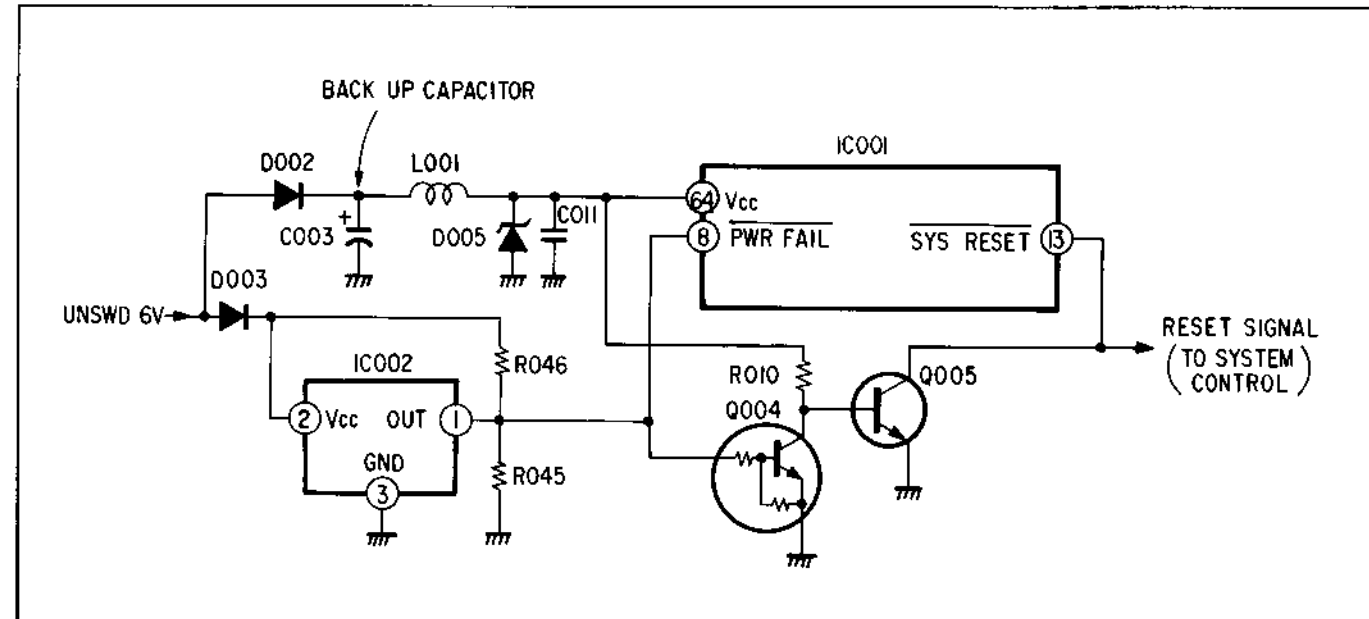 BACK UP CAPACITOR
IC001
D002
L001
64 Vcc
C011
C003
+
D005
8 PWR FAIL
SYS RESET 13
D003
UNSWD 6V
RESET SIGNAL
(TO SYSTEM
CONTROL)
IC002
R046
R010
Q005
2 Vcc OUT 1
Q004
GND
R045
3